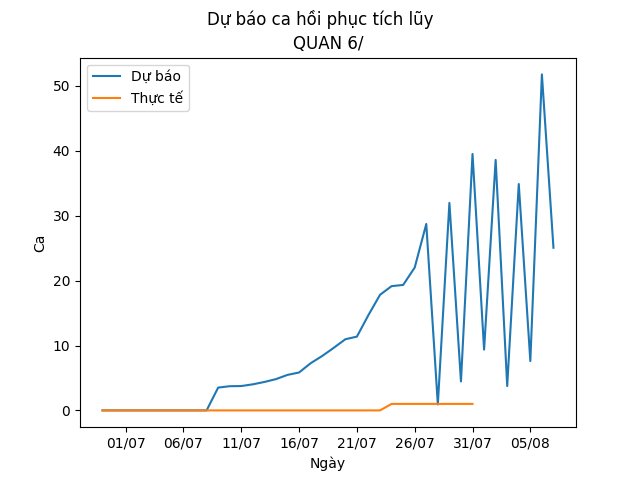 Dự báo ca hồi phục tích lũy
QUAN 6/
Dự báo
Thực tế
Ca
50
40
30
20
10
0
01/07 06/07 11/07 16/07 21/07 26/07 31/07 05/08
Ngày